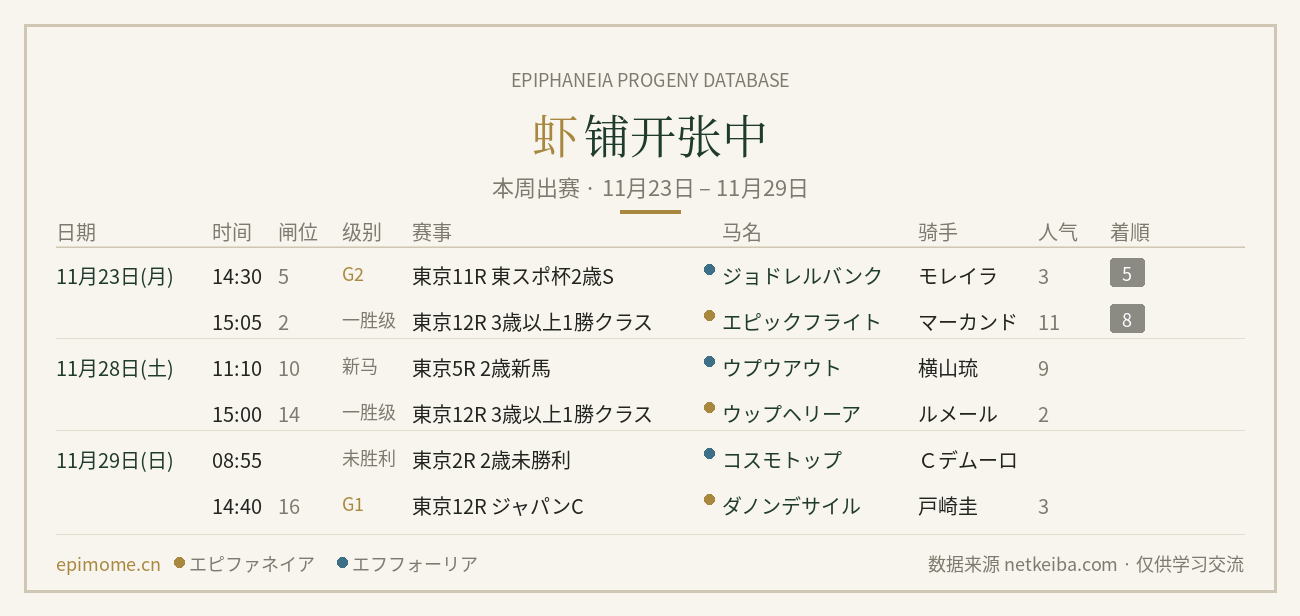 EPIPHANEIA PROGENY DATABASE
虾铺开张中
本周出赛 · 11月23日 – 11月29日
日期 时间 闸位 级别 赛事 马名 骑手 人气 着順
11月23日(月) 14:30 5 G2 東京11R 東スポ杯2歳S ジョドレルバンク モレイラ 3 5
15:05 2 一胜级 東京12R 3歳以上1勝クラス エピックフライト マーカンド 11 8
11月28日(土) 11:10 10 新马 東京5R 2歳新馬 ウプウアウト 横山琉 9
15:00 14 一胜级 東京12R 3歳以上1勝クラス ウップヘリーア ルメール 2
11月29日(日) 08:55 未胜利 東京2R 2歳未勝利 コスモトップ Ｃデムーロ
14:40 16 G1 東京12R ジャパンC ダノンデサイル 戸崎圭 3
epimome.cn エピファネイア エフフォーリア 数据来源 netkeiba.com · 仅供学习交流